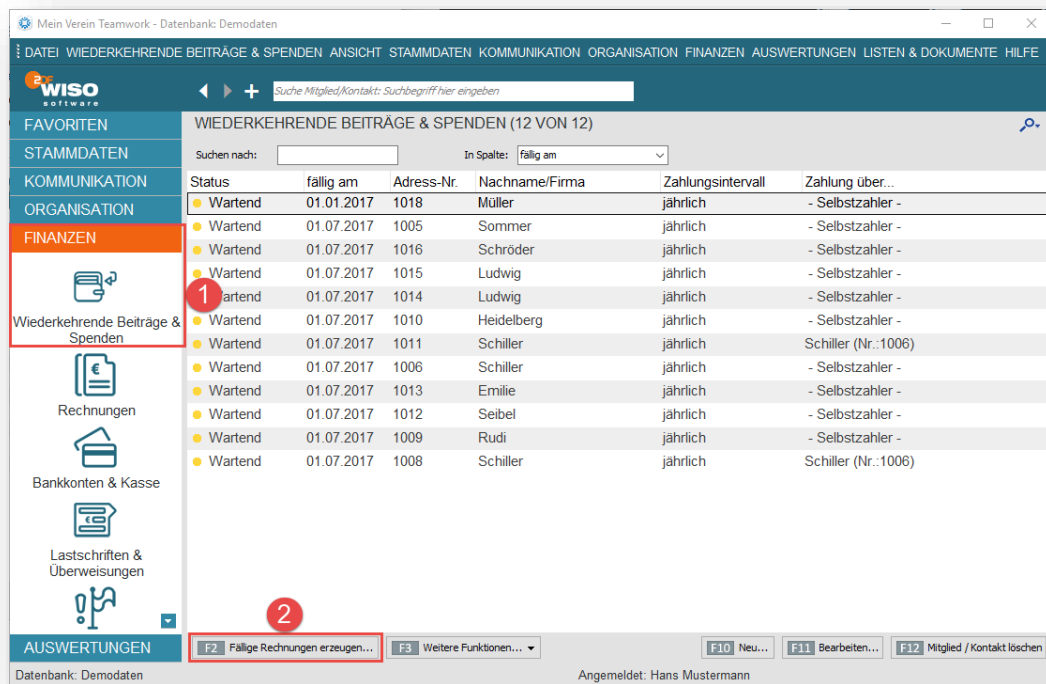 Mein Verein Teamwork - Datenbank: Demodaten
DATEI WIEDERKEHRENDE BEITRÄGE & SPENDEN ANSICHT STAMMDATEN KOMMUNIKATION ORGANISATION FINANZEN AUSWERTUNGEN LISTEN & DOKUMENTE HILFE
ZDF WISO software
Suche Mitglied/Kontakt: Suchbegriff hier eingeben
FAVORITEN
STAMMDATEN
KOMMUNIKATION
ORGANISATION
FINANZEN
1
Wiederkehrende Beiträge &
Spenden
Rechnungen
Bankkonten & Kasse
Lastschriften &
Überweisungen
AUSWERTUNGEN
WIEDERKEHRENDE BEITRÄGE & SPENDEN (12 VON 12)
Suchen nach: In Spalte: fällig am
Status fällig am Adress-Nr. Nachname/Firma Zahlungsintervall Zahlung über...
Wartend 01.01.2017 1018 Müller jährlich - Selbstzahler -
Wartend 01.07.2017 1005 Sommer jährlich - Selbstzahler -
Wartend 01.07.2017 1016 Schröder jährlich - Selbstzahler -
Wartend 01.07.2017 1015 Ludwig jährlich - Selbstzahler -
artend 01.07.2017 1014 Ludwig jährlich - Selbstzahler -
Wartend 01.07.2017 1010 Heidelberg jährlich - Selbstzahler -
Wartend 01.07.2017 1011 Schiller jährlich Schiller (Nr.:1006)
Wartend 01.07.2017 1006 Schiller jährlich - Selbstzahler -
Wartend 01.07.2017 1013 Emilie jährlich - Selbstzahler -
Wartend 01.07.2017 1012 Seibel jährlich - Selbstzahler -
Wartend 01.07.2017 1009 Rudi jährlich - Selbstzahler -
Wartend 01.07.2017 1008 Schiller jährlich Schiller (Nr.:1006)
2
F2 Fällige Rechnungen erzeugen... F3 Weitere Funktionen... F10 Neu... F11 Bearbeiten... F12 Mitglied / Kontakt löschen
Datenbank: Demodaten Angemeldet: Hans Mustermann